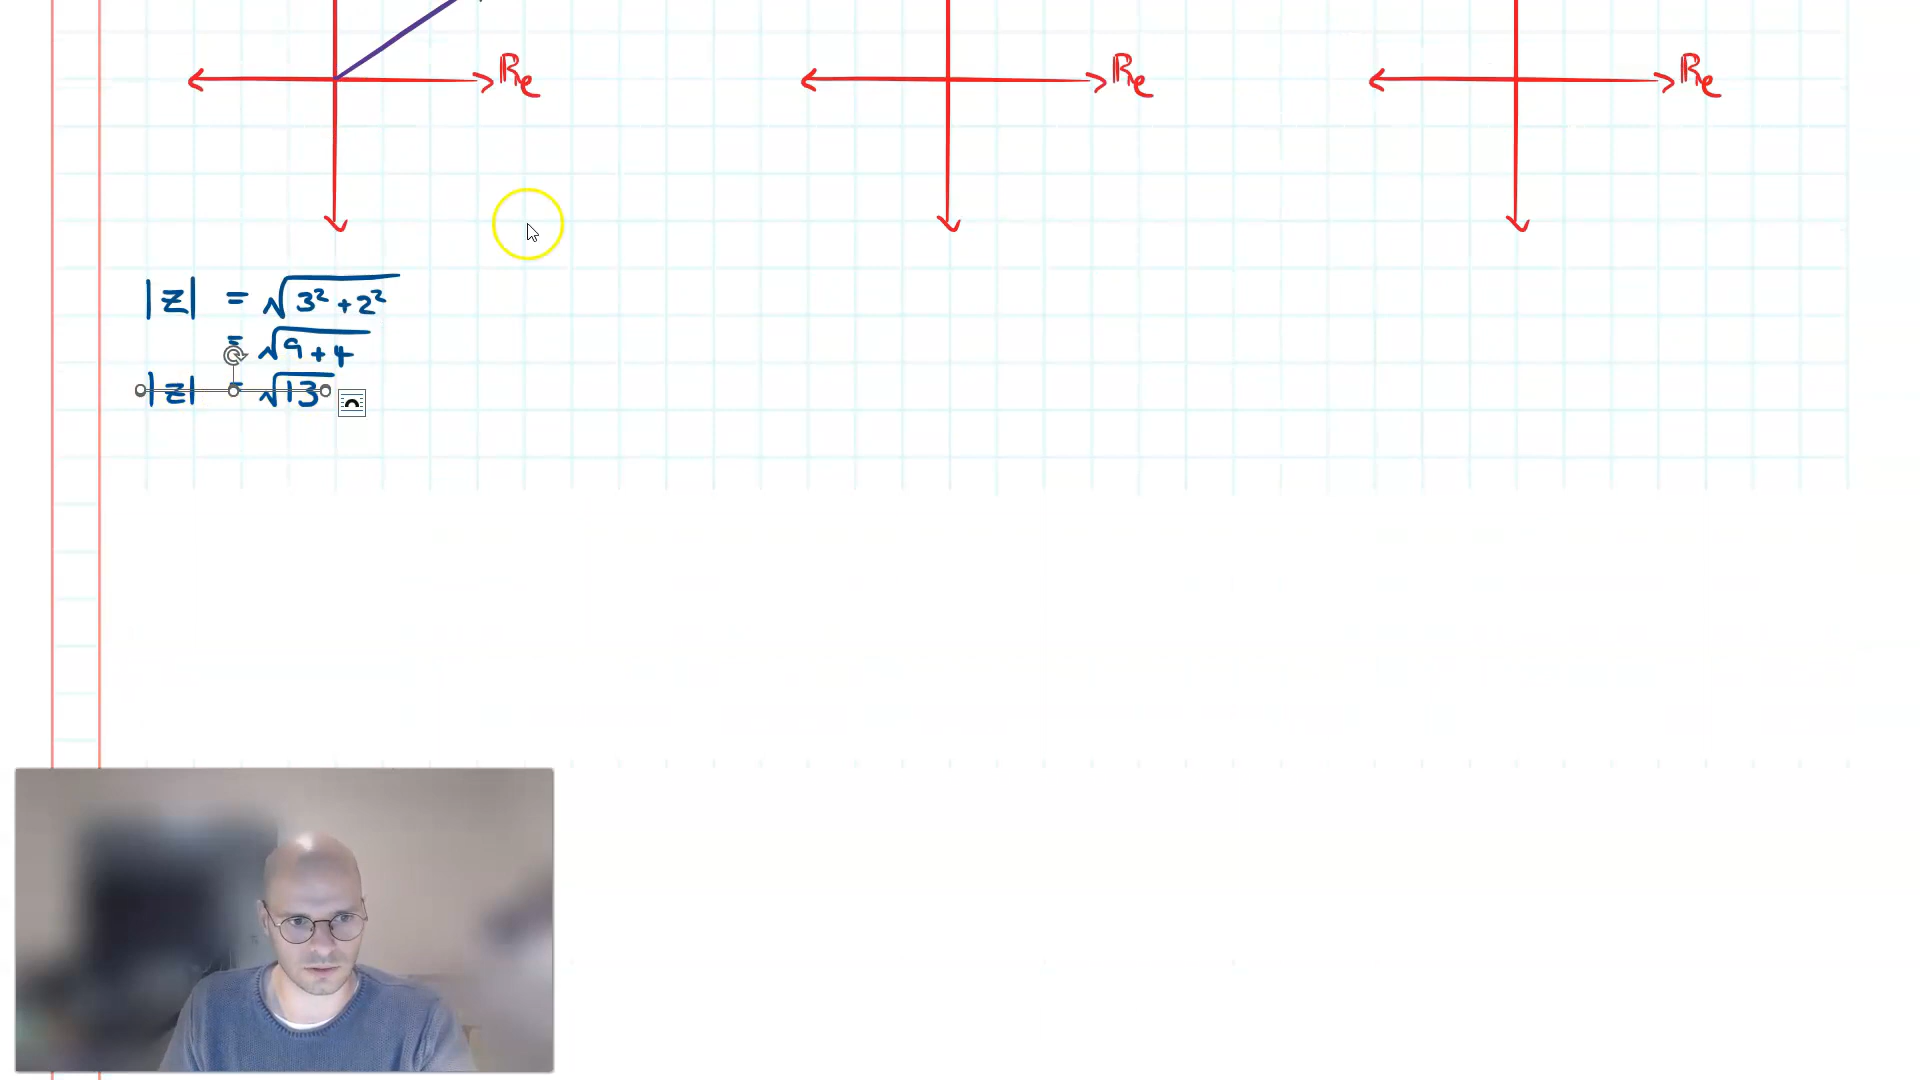 Re Re Re
|z| = √3² + 2²
= √9 + 4
|z| = √13